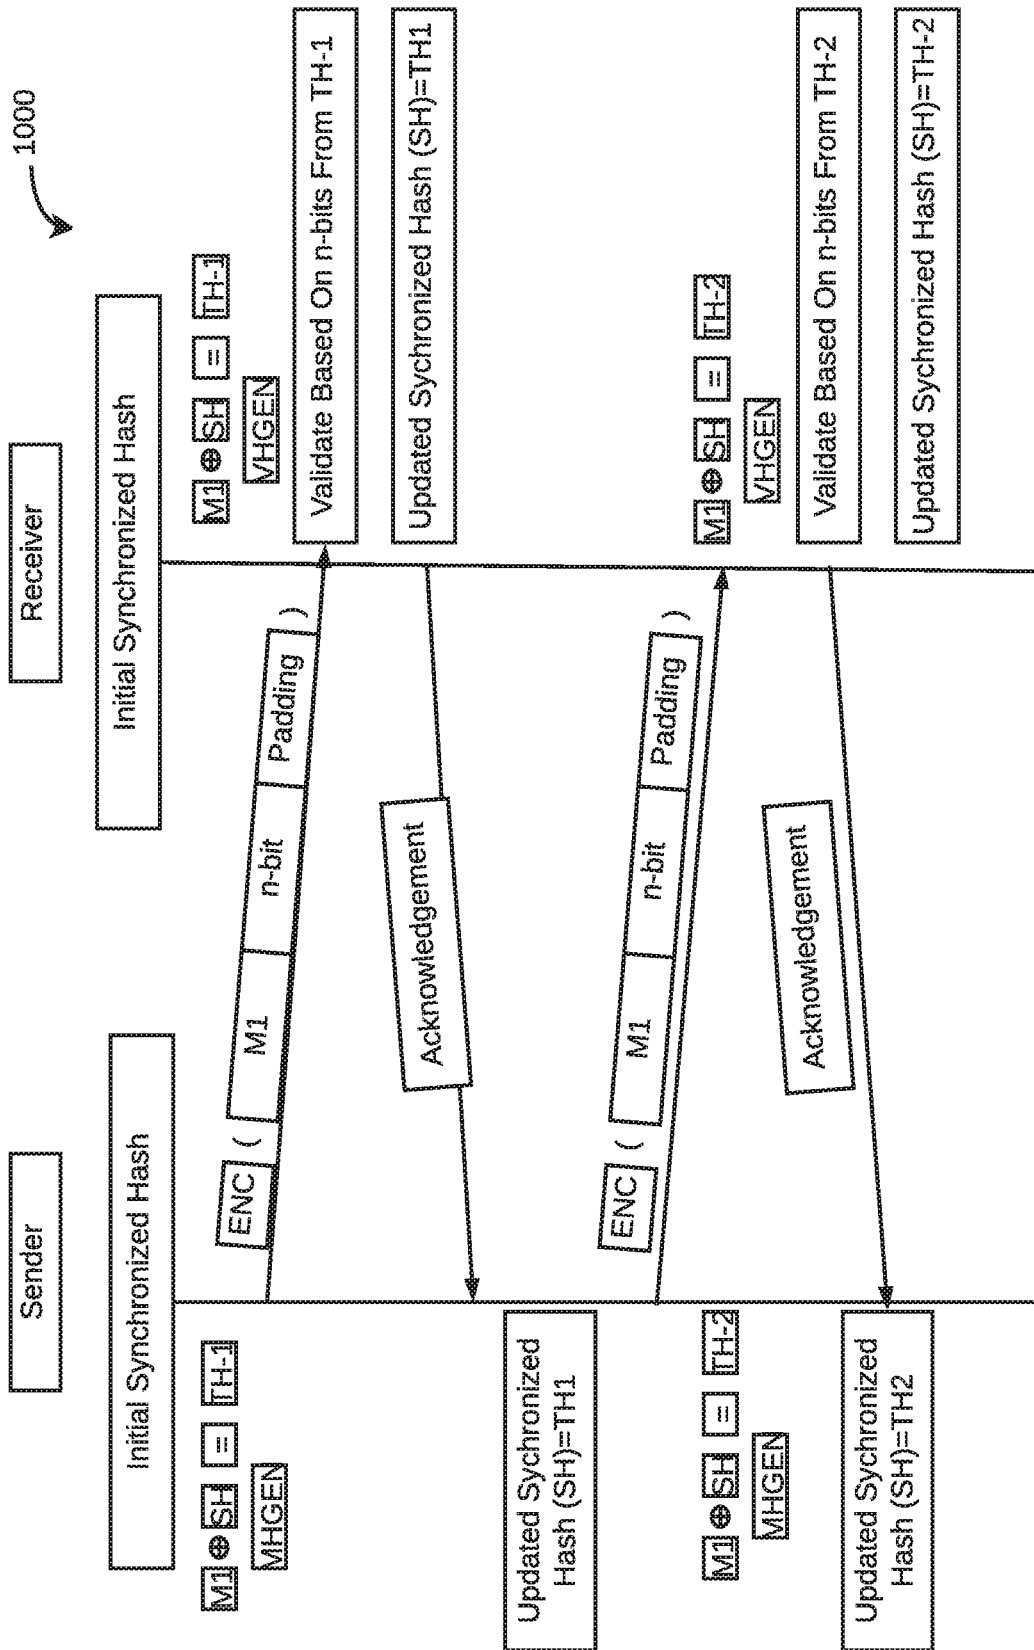 1000
Sender
Receiver
Initial Synchronized Hash
Initial Synchronized Hash
M1 ⊕ SH = TH-1
MHGEN
ENC ( M1 n-bit Padding )
M1 ⊕ SH = TH-1
VHGEN
Validate Based On n-bits From TH-1
Acknowledgement
Updated Sychronized Hash (SH)=TH1
Updated Sychronized
Hash (SH)=TH1
M1 ⊕ SH = TH-2
MHGEN
ENC ( M1 n-bit Padding )
M1 ⊕ SH = TH-2
VHGEN
Validate Based On n-bits From TH-2
Acknowledgement
Updated Sychronized Hash (SH)=TH-2
Updated Sychronized
Hash (SH)=TH2